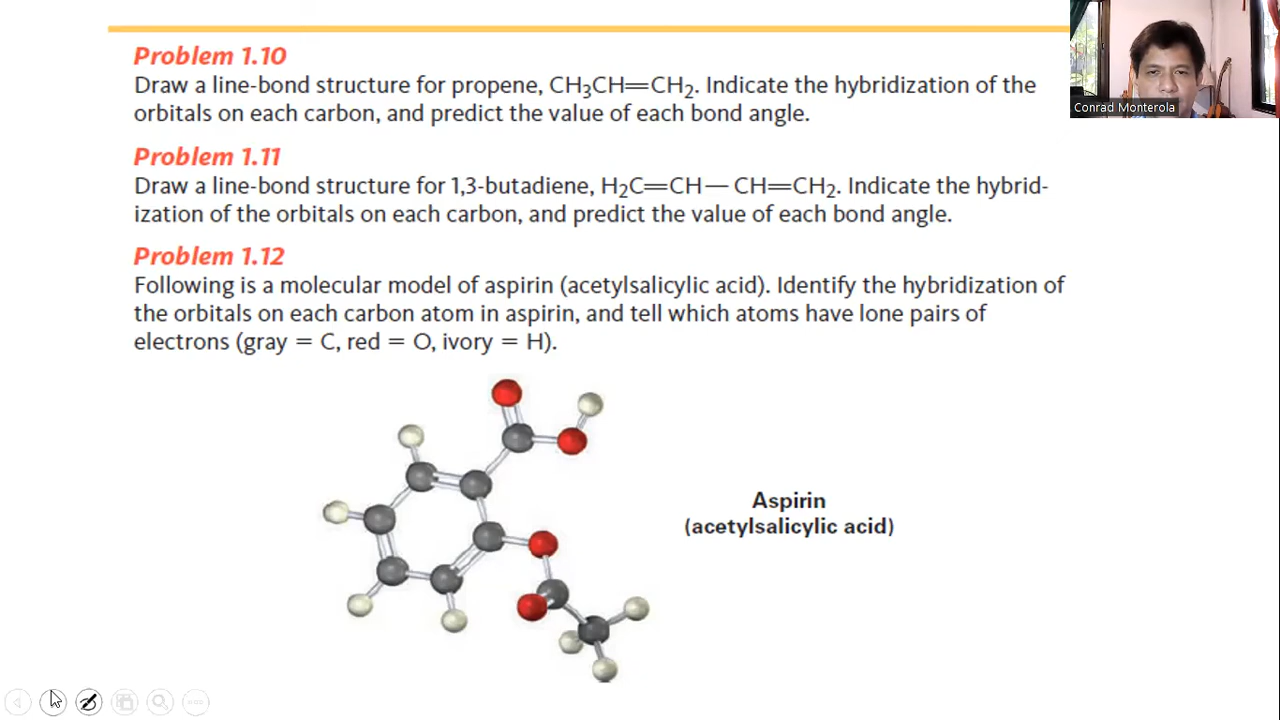 Problem 1.10
Draw a line-bond structure for propene, CH₃CH=CH₂. Indicate the hybridization of the
orbitals on each carbon, and predict the value of each bond angle.
Problem 1.11
Draw a line-bond structure for 1,3-butadiene, H₂C=CH—CH=CH₂. Indicate the hybrid-
ization of the orbitals on each carbon, and predict the value of each bond angle.
Problem 1.12
Following is a molecular model of aspirin (acetylsalicylic acid). Identify the hybridization of
the orbitals on each carbon atom in aspirin, and tell which atoms have lone pairs of
electrons (gray = C, red = O, ivory = H).
Aspirin
(acetylsalicylic acid)
Conrad Monterola